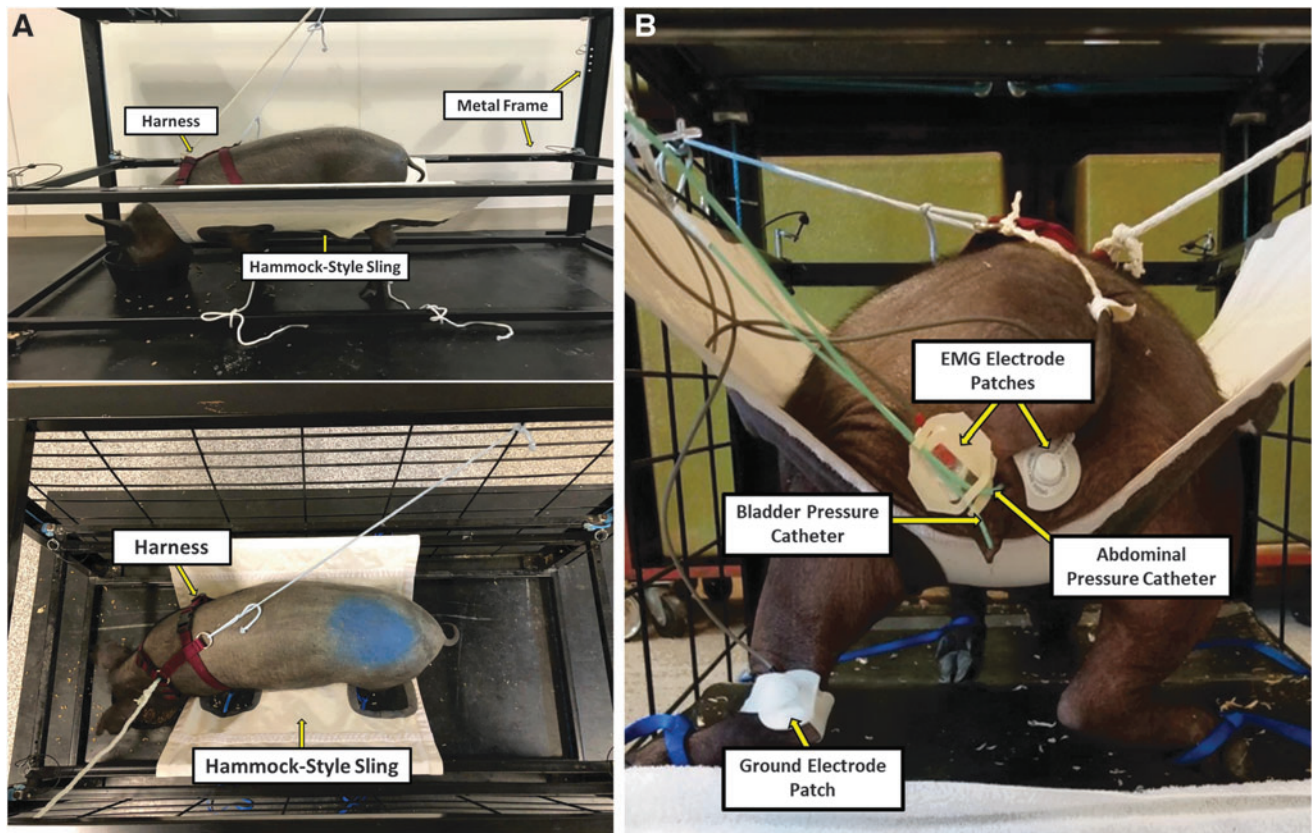 A
Harness
Metal Frame
Hammock-Style Sling
Harness
Hammock-Style Sling
B
EMG Electrode
Patches
Bladder Pressure
Catheter
Abdominal
Pressure Catheter
Ground Electrode
Patch